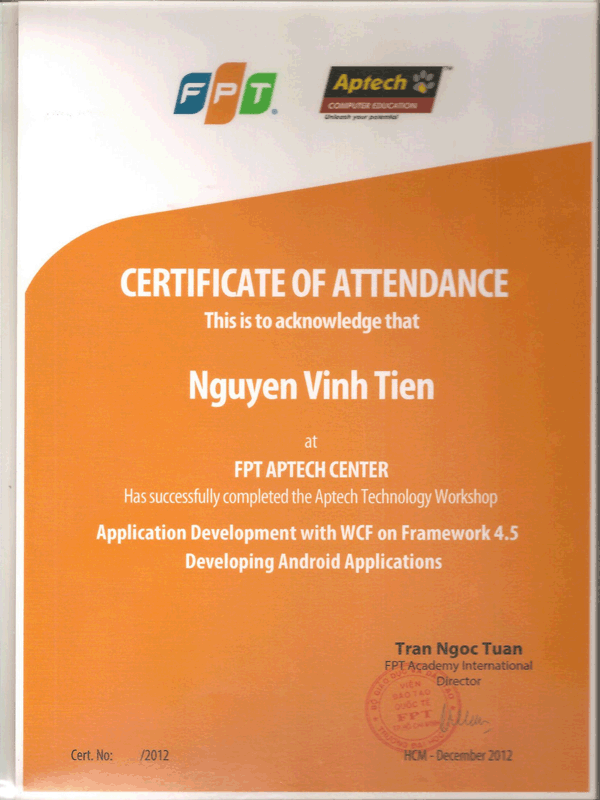 FPT
Aptech
COMPUTER EDUCATION
Unleash your potential
CERTIFICATE OF ATTENDANCE
This is to acknowledge that
Nguyen Vinh Tien
at
FPT APTECH CENTER
Has successfully completed the Aptech Technology Workshop
Application Development with WCF on Framework 4.5
Developing Android Applications
Tran Ngoc Tuan
FPT Academy International
Director
VIỆN
ĐÀO TẠO
QUỐC TẾ
FPT
Cert. No: /2012
HCM - December 2012